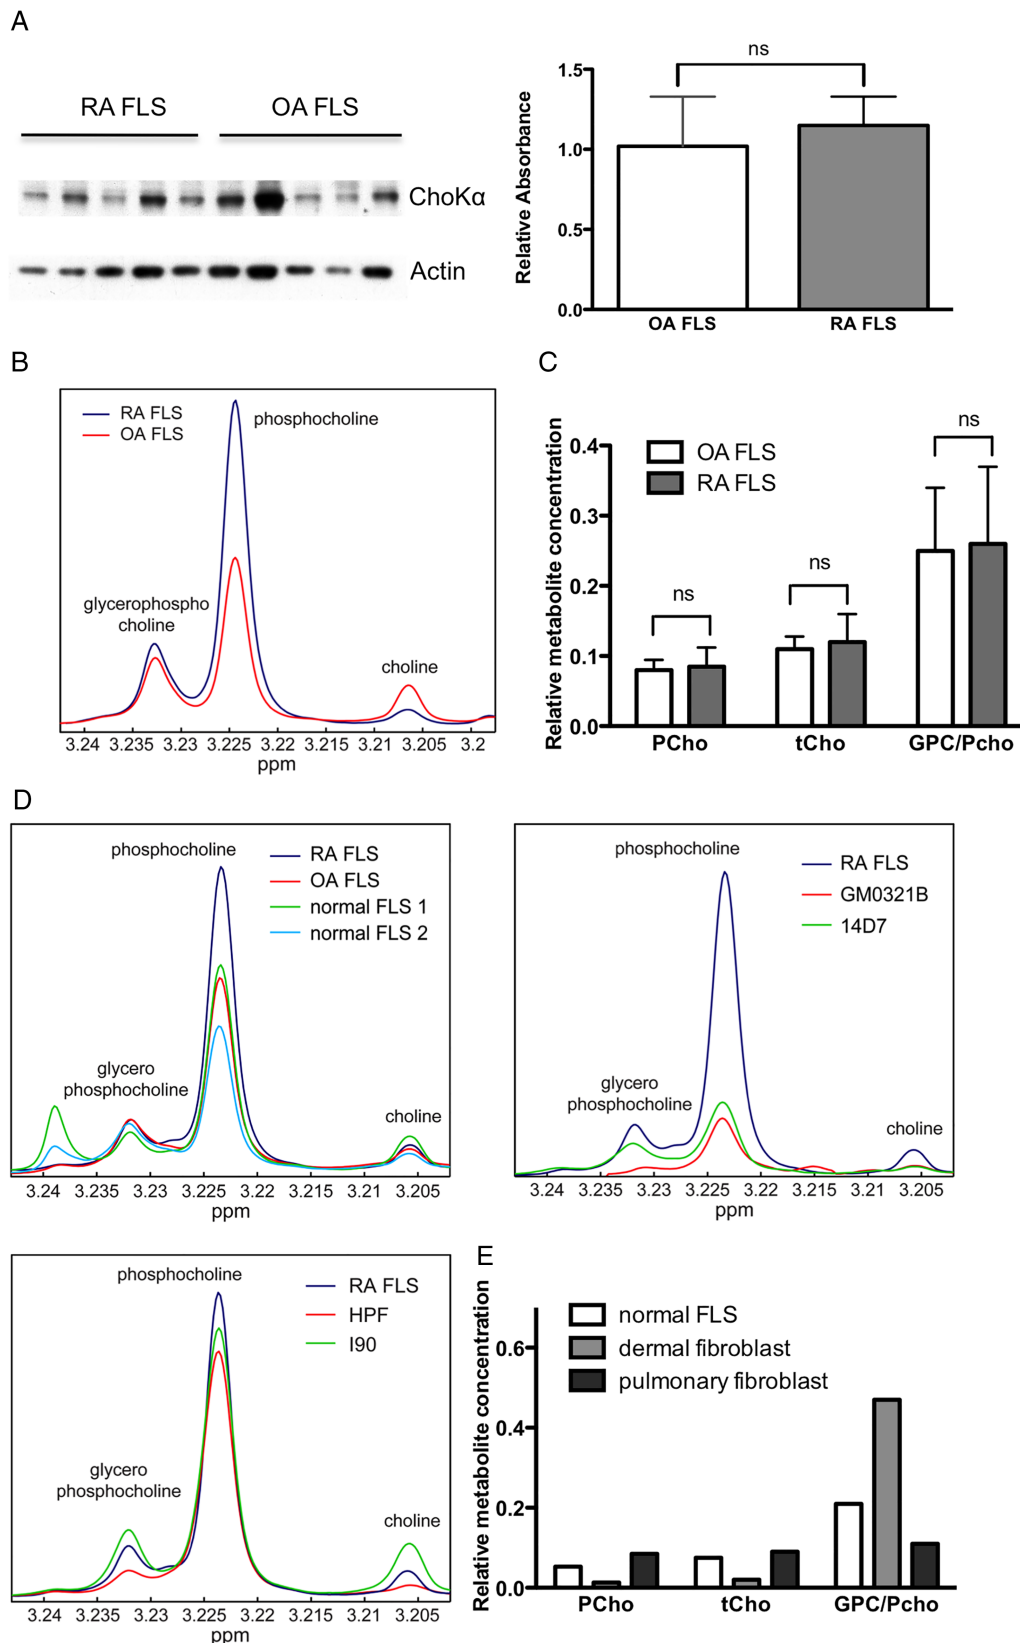 A
RA FLS
OA FLS
ChoKα
Actin
ns
Relative Absorbance
1.5
1.0
0.5
0.0
OA FLS
RA FLS
B
RA FLS
OA FLS
phosphocholine
glycerophospho
choline
choline
3.24
3.235
3.23
3.225
3.22
3.215
3.21
3.205
3.2
ppm
C
Relative metabolite concentration
0.4
0.3
0.2
0.1
0.0
OA FLS
RA FLS
ns
ns
ns
PCho
tCho
GPC/Pcho
D
phosphocholine
RA FLS
OA FLS
normal FLS 1
normal FLS 2
glycero
phosphocholine
choline
3.24
3.235
3.23
3.225
3.22
3.215
3.21
3.205
ppm
phosphocholine
RA FLS
GM0321B
14D7
glycero
phosphocholine
choline
3.24
3.235
3.23
3.225
3.22
3.215
3.21
3.205
ppm
phosphocholine
RA FLS
HPF
I90
glycero
phosphocholine
choline
3.24
3.235
3.23
3.225
3.22
3.215
3.21
3.205
ppm
E
Relative metabolite concentration
0.6
0.4
0.2
0.0
normal FLS
dermal fibroblast
pulmonary fibroblast
PCho
tCho
GPC/Pcho